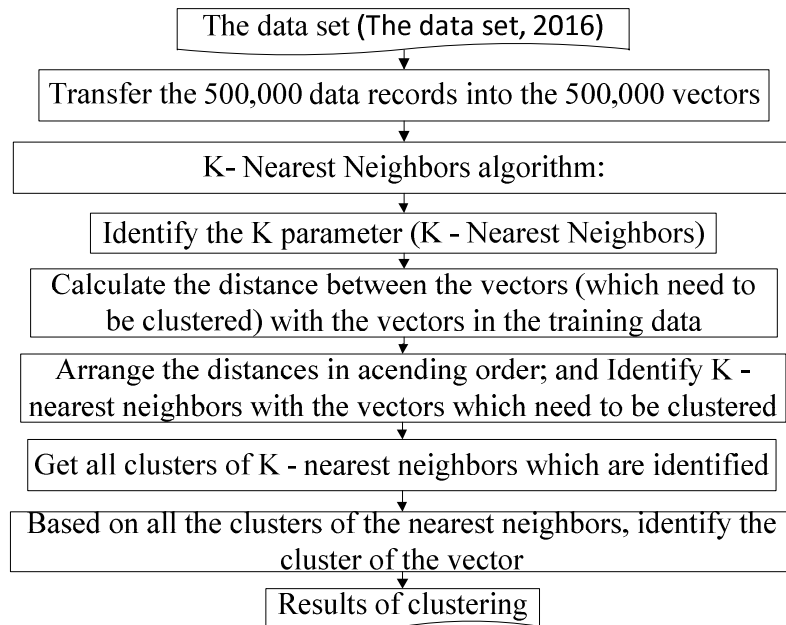 The data set (The data set, 2016)
Transfer the 500,000 data records into the 500,000 vectors
K- Nearest Neighbors algorithm:
Identify the K parameter (K - Nearest Neighbors)
Calculate the distance between the vectors (which need to
be clustered) with the vectors in the training data
Arrange the distances in acending order; and Identify K -
nearest neighbors with the vectors which need to be clustered
Get all clusters of K - nearest neighbors which are identified
Based on all the clusters of the nearest neighbors, identify the
cluster of the vector
Results of clustering